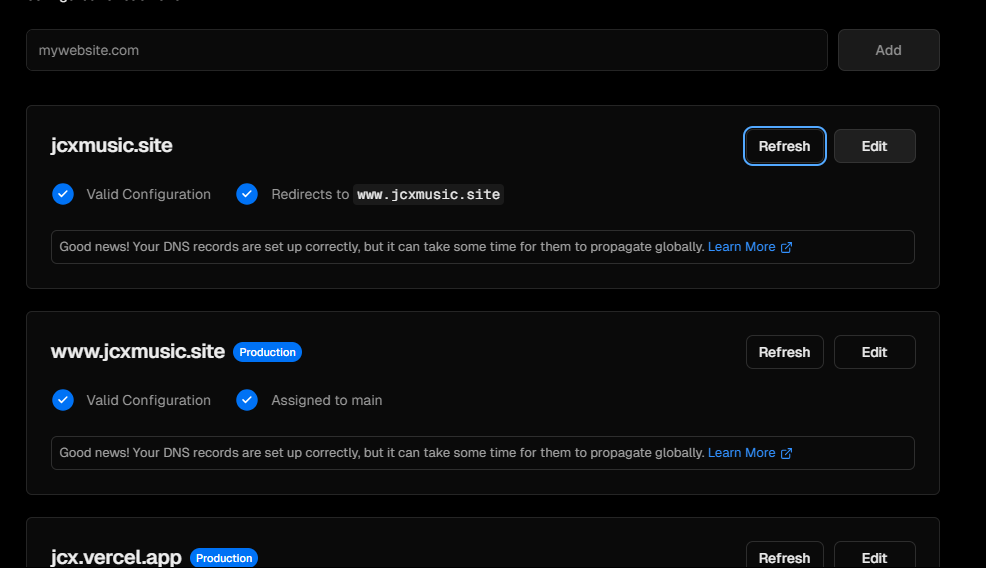 mywebsite.com
Add
jcxmusic.site
Refresh
Edit
Valid Configuration
Redirects to www.jcxmusic.site
Good news! Your DNS records are set up correctly, but it can take some time for them to propagate globally. Learn More
www.jcxmusic.site Production
Refresh
Edit
Valid Configuration
Assigned to main
Good news! Your DNS records are set up correctly, but it can take some time for them to propagate globally. Learn More
jcx.vercel.app Production
Refresh
Edit